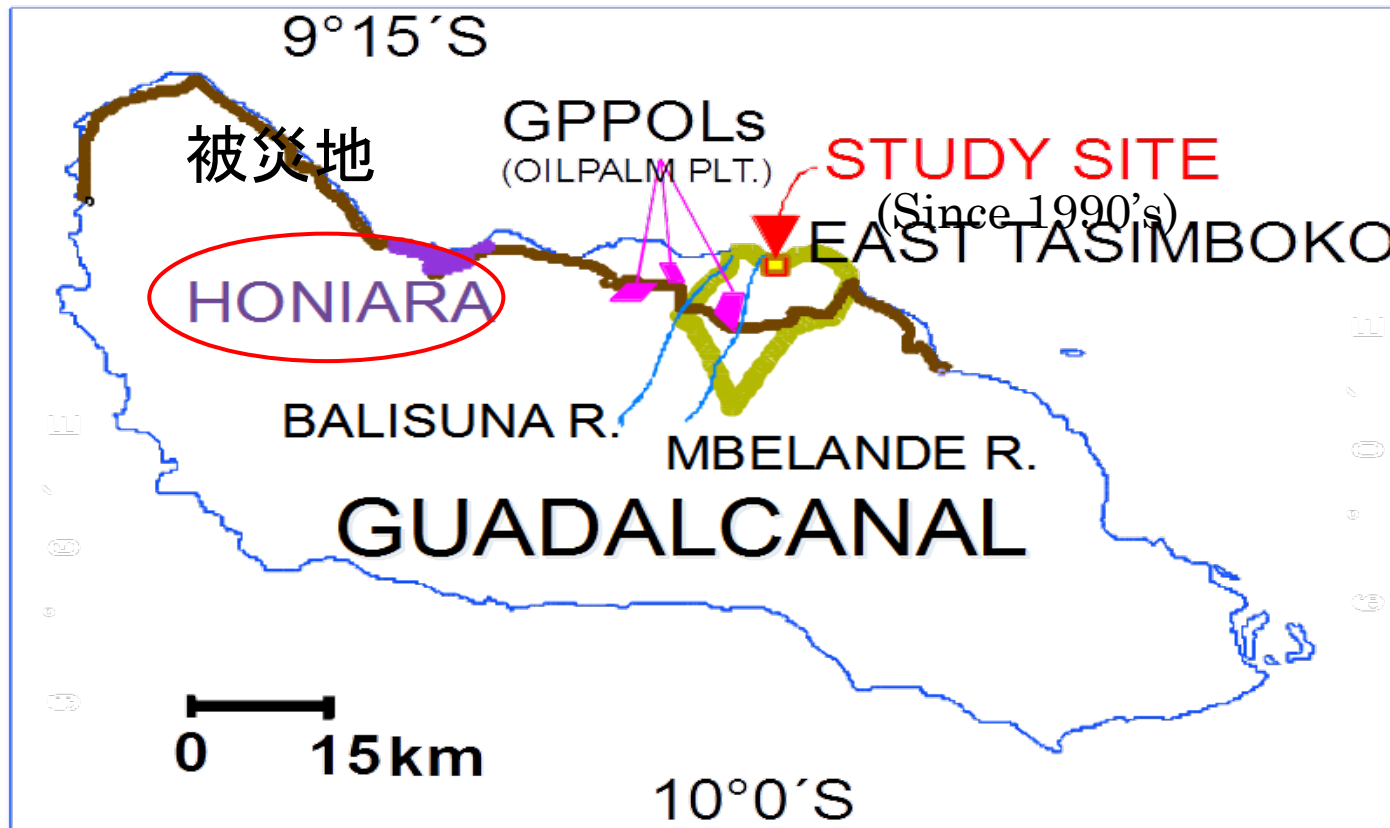 9°15´S
被災地
GPPOLs
(OILPALM PLT.)
STUDY SITE
(Since 1990's)
EAST TASIMBOKO
HONIARA
BALISUNA R.
MBELANDE R.
GUADALCANAL
0 15km
10°0´S